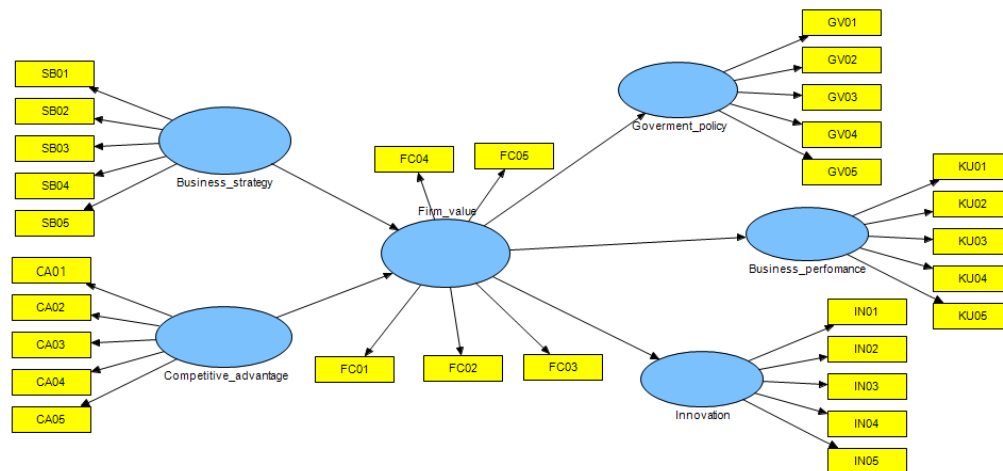 SB01
SB02
SB03
SB04
SB05
Business_strategy
CA01
CA02
CA03
CA04
CA05
Competitive_advantage
FC04
FC05
Firm_value
FC01
FC02
FC03
GV01
GV02
GV03
GV04
GV05
Goverment_policy
KU01
KU02
KU03
KU04
KU05
Business_perfomance
IN01
IN02
IN03
IN04
IN05
Innovation